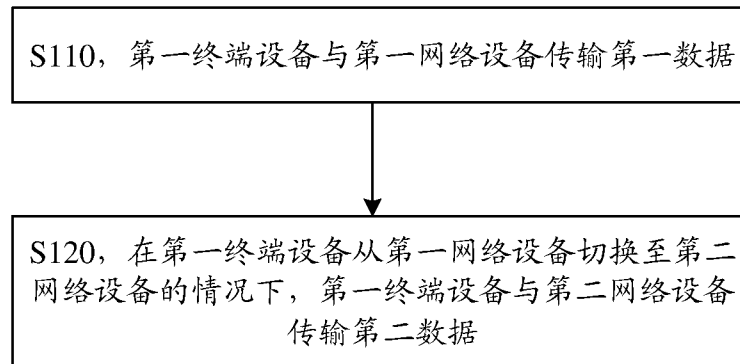 S110，第一终端设备与第一网络设备传输第一数据
S120，在第一终端设备从第一网络设备切换至第二
网络设备的情况下，第一终端设备与第二网络设备
传输第二数据